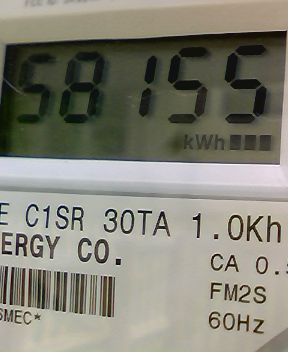 58155
kWh
E C1SR 30TA 1.0Kh
ERGY CO.
CA 0.
FM2S
60Hz
SMEC*